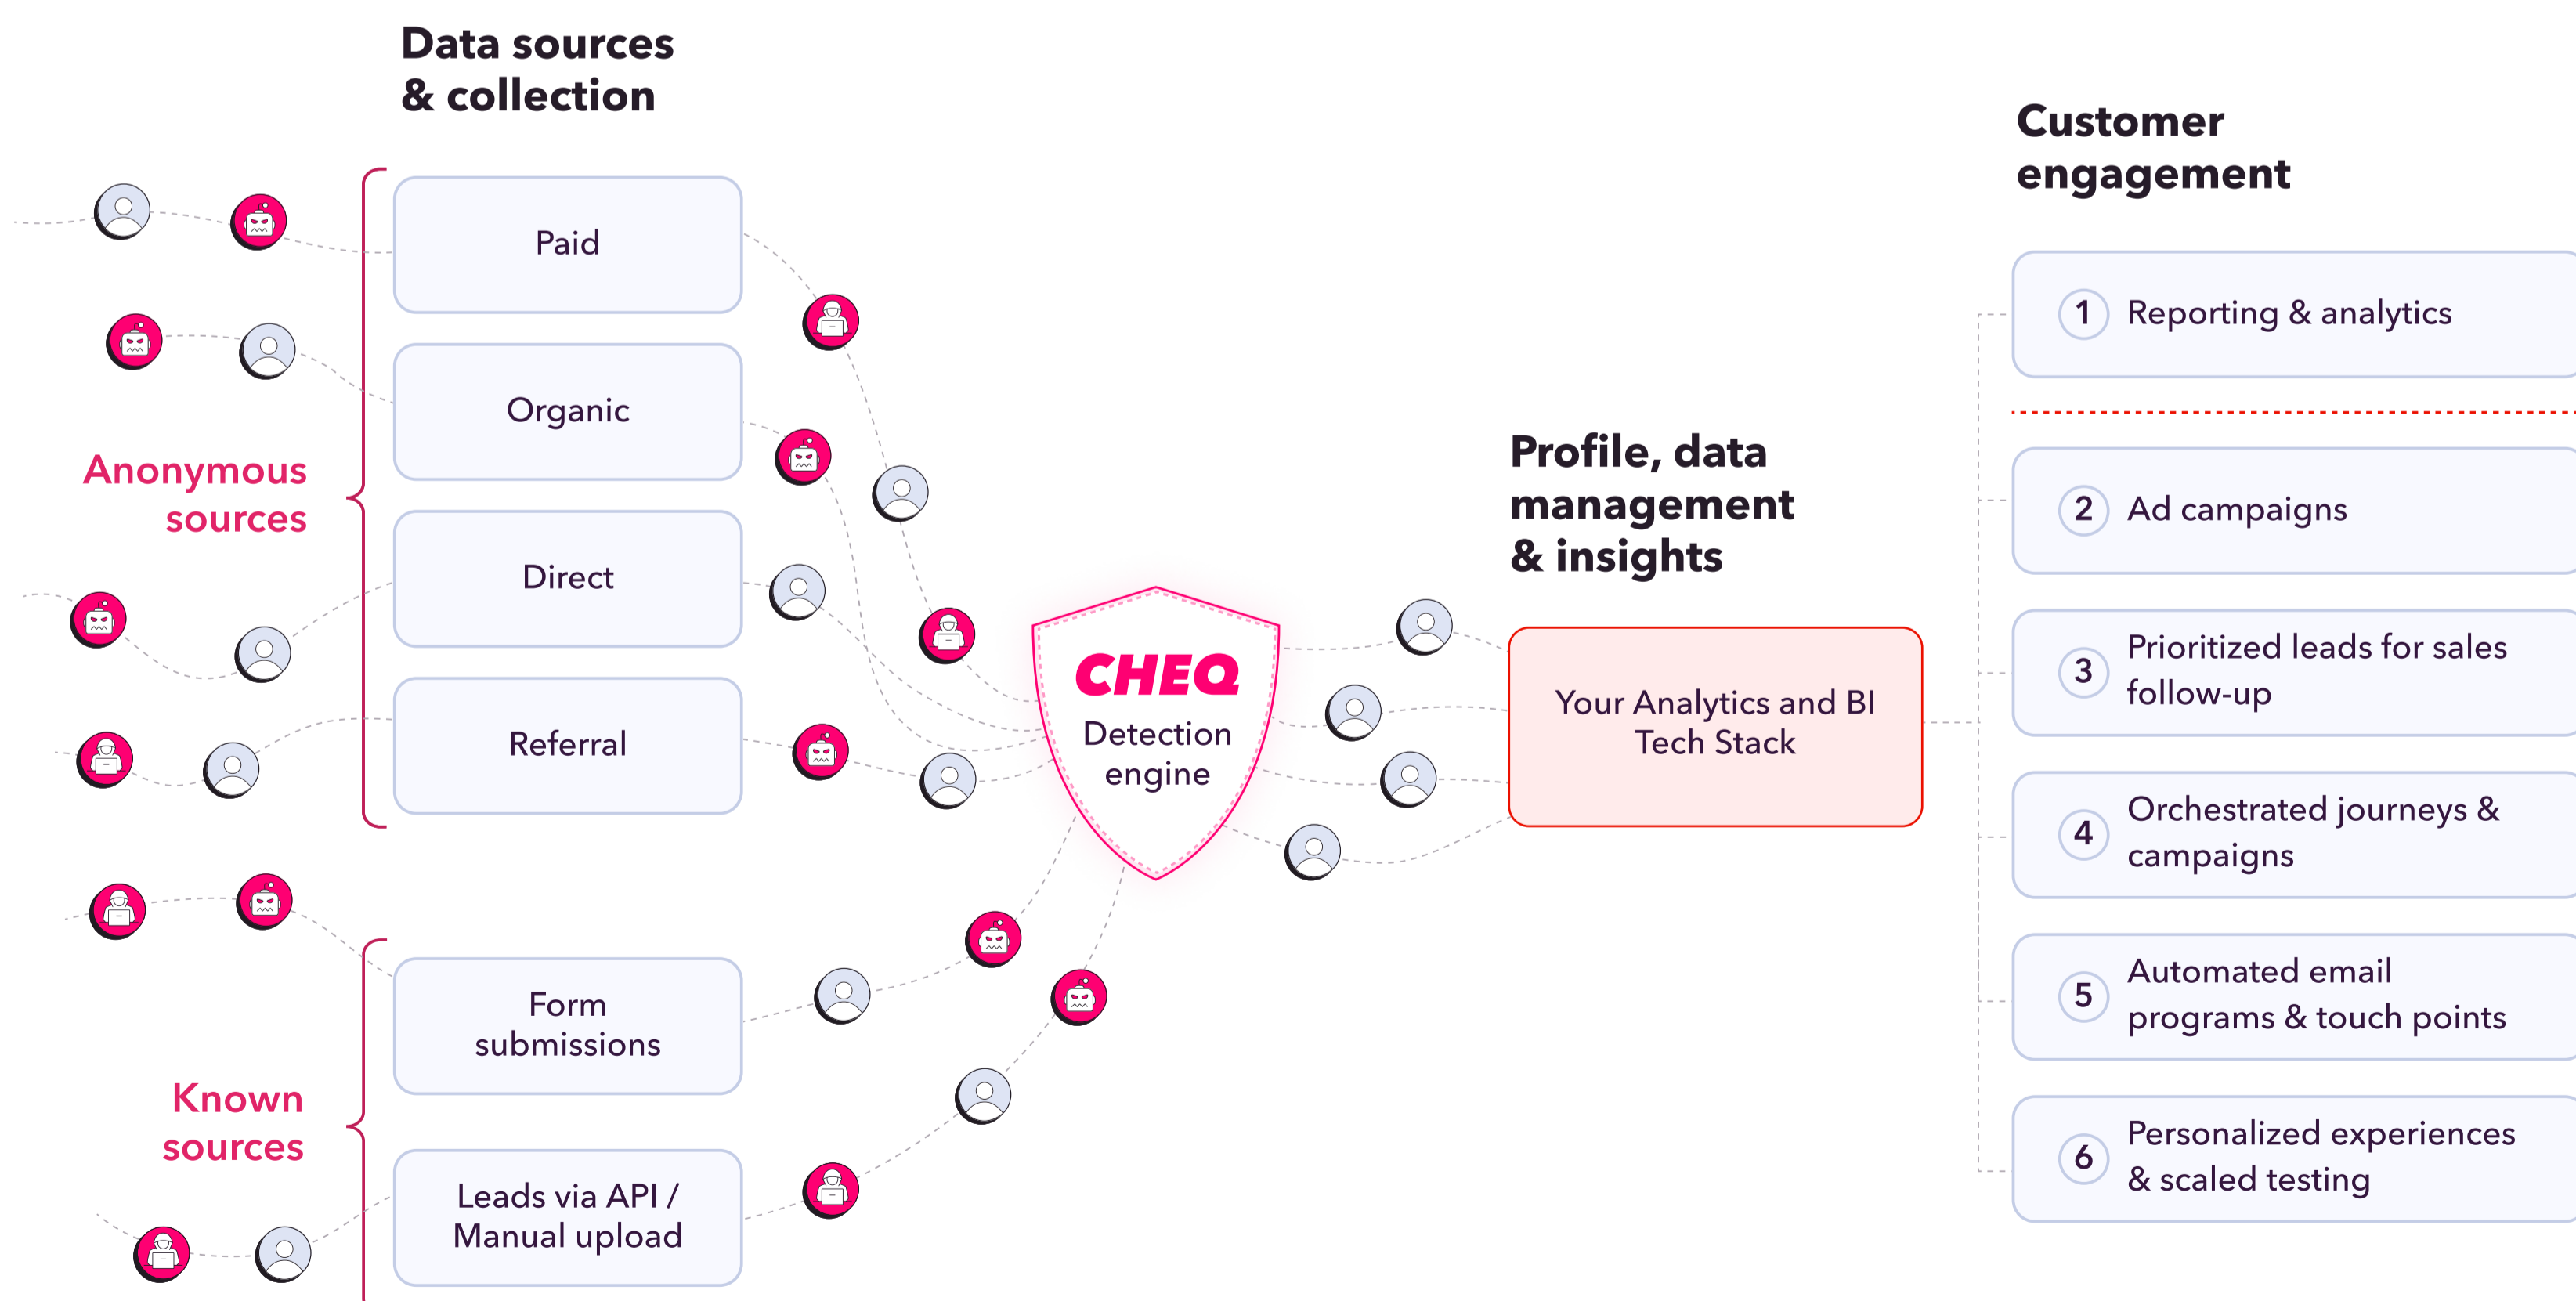 Data sources
& collection
Anonymous
sources
Paid
Organic
Direct
Referral
Known
sources
Form
submissions
Leads via API /
Manual upload
CHEQ
Detection
engine
Profile, data
management
& insights
Your Analytics and BI
Tech Stack
Customer
engagement
1 Reporting & analytics
2 Ad campaigns
3 Prioritized leads for sales
follow-up
4 Orchestrated journeys &
campaigns
5 Automated email
programs & touch points
6 Personalized experiences
& scaled testing